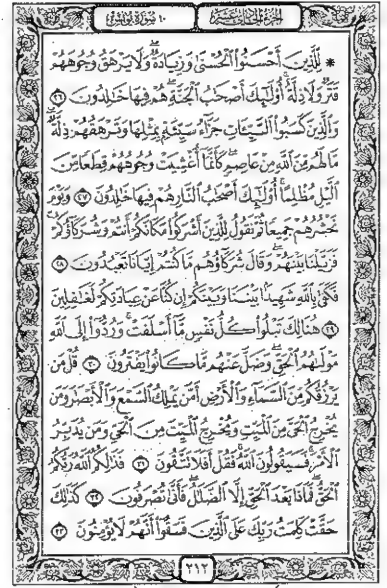 الجزء الحادي عشر ١٠ سورة يونس
* لِّلَّذِينَ أَحْسَنُوا۟ ٱلْحُسْنَىٰ وَزِيَادَةٌ وَلَا يَرْهَقُ وُجُوهَهُمْ
قَتَرٌ وَلَا ذِلَّةٌ أُو۟لَٰٓئِكَ أَصْحَٰبُ ٱلْجَنَّةِ هُمْ فِيهَا خَٰلِدُونَ ٢٦
وَٱلَّذِينَ كَسَبُوا۟ ٱلسَّيِّـَٔاتِ جَزَآءُ سَيِّئَةٍۭ بِمِثْلِهَا وَتَرْهَقُهُمْ ذِلَّةٌ
مَّا لَهُم مِّنَ ٱللَّهِ مِنْ عَاصِمٍ كَأَنَّمَآ أُغْشِيَتْ وُجُوهُهُمْ قِطَعًا مِّنَ
ٱلَّيْلِ مُظْلِمًا أُو۟لَٰٓئِكَ أَصْحَٰبُ ٱلنَّارِ هُمْ فِيهَا خَٰلِدُونَ ٢٧ وَيَوْمَ
نَحْشُرُهُمْ جَمِيعًا ثُمَّ نَقُولُ لِلَّذِينَ أَشْرَكُوا۟ مَكَانَكُمْ أَنتُمْ وَشُرَكَآؤُكُمْ
فَزَيَّلْنَا بَيْنَهُمْ وَقَالَ شُرَكَآؤُهُم مَّا كُنتُمْ إِيَّانَا تَعْبُدُونَ ٢٨
فَكَفَىٰ بِٱللَّهِ شَهِيدًۢا بَيْنَنَا وَبَيْنَكُمْ إِن كُنَّا عَنْ عِبَادَتِكُمْ لَغَٰفِلِينَ
٢٩ هُنَالِكَ تَبْلُوا۟ كُلُّ نَفْسٍ مَّآ أَسْلَفَتْ وَرُدُّوٓا۟ إِلَى ٱللَّهِ
مَوْلَىٰهُمُ ٱلْحَقِّ وَضَلَّ عَنْهُم مَّا كَانُوا۟ يَفْتَرُونَ ٣٠ قُلْ مَن
يَرْزُقُكُم مِّنَ ٱلسَّمَآءِ وَٱلْأَرْضِ أَمَّن يَمْلِكُ ٱلسَّمْعَ وَٱلْأَبْصَٰرَ وَمَن
يُخْرِجُ ٱلْحَىَّ مِنَ ٱلْمَيِّتِ وَيُخْرِجُ ٱلْمَيِّتَ مِنَ ٱلْحَىِّ وَمَن يُدَبِّرُ
ٱلْأَمْرَ فَسَيَقُولُونَ ٱللَّهُ فَقُلْ أَفَلَا تَتَّقُونَ ٣١ فَذَٰلِكُمُ ٱللَّهُ رَبُّكُمُ
ٱلْحَقُّ فَمَاذَا بَعْدَ ٱلْحَقِّ إِلَّا ٱلضَّلَٰلُ فَأَنَّىٰ تُصْرَفُونَ ٣٢ كَذَٰلِكَ
حَقَّتْ كَلِمَتُ رَبِّكَ عَلَى ٱلَّذِينَ فَسَقُوٓا۟ أَنَّهُمْ لَا يُؤْمِنُونَ ٣٣
٢١٢